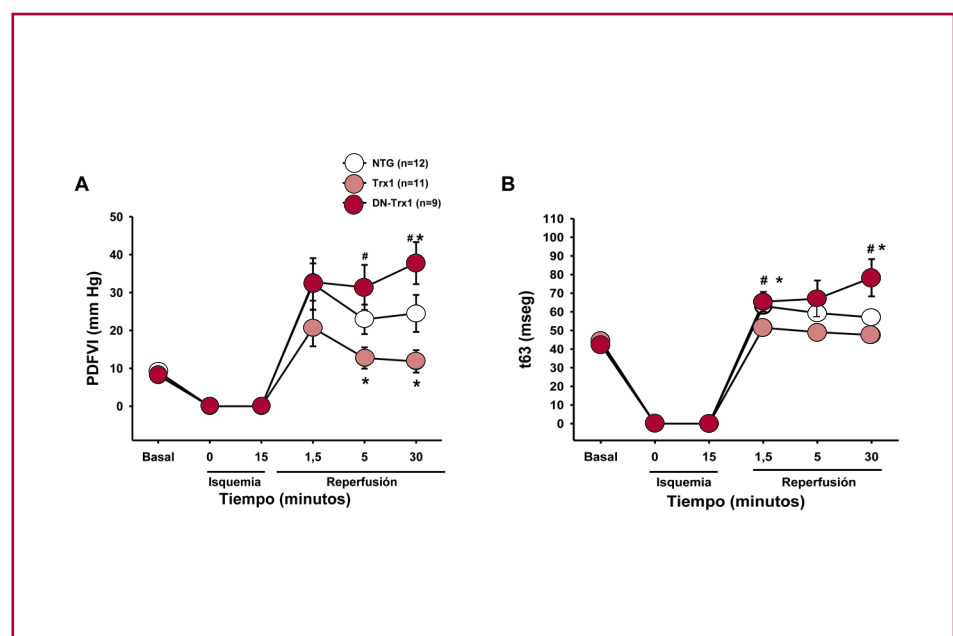 NTG (n=12)
Trx1 (n=11)
DN-Trx1 (n=9)
A
PDFVI (mm Hg)
50
40
30
20
10
0
#
#*
*
*
Basal
0
15
1,5
5
30
Isquemia
Reperfusión
Tiempo (minutos)
B
t63 (mseg)
110
100
90
80
70
60
50
40
30
20
10
0
# *
# *
Basal
0
15
1,5
5
30
Isquemia
Reperfusión
Tiempo (minutos)